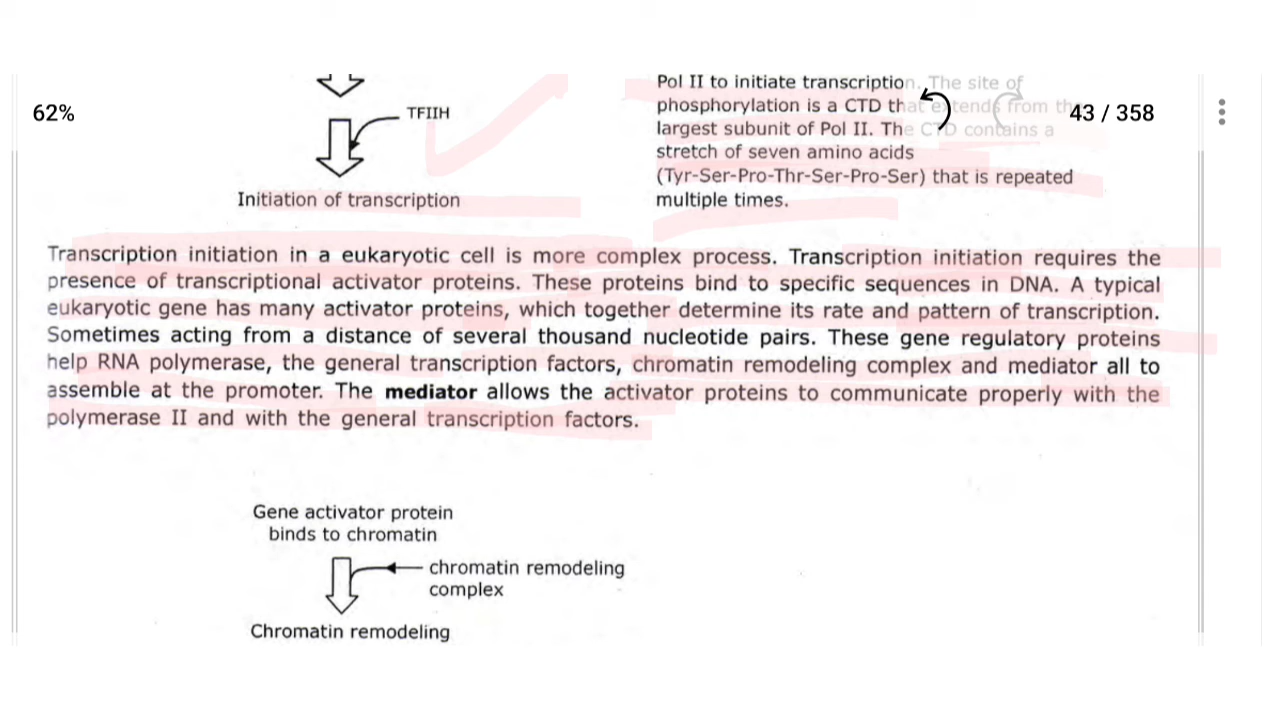 62%
43 / 358
TFIIH
Initiation of transcription
Pol II to initiate transcription. The site of
phosphorylation is a CTD that extends from the
largest subunit of Pol II. The CTD contains a
stretch of seven amino acids
(Tyr-Ser-Pro-Thr-Ser-Pro-Ser) that is repeated
multiple times.
Transcription initiation in a eukaryotic cell is more complex process. Transcription initiation requires the
presence of transcriptional activator proteins. These proteins bind to specific sequences in DNA. A typical
eukaryotic gene has many activator proteins, which together determine its rate and pattern of transcription.
Sometimes acting from a distance of several thousand nucleotide pairs. These gene regulatory proteins
help RNA polymerase, the general transcription factors, chromatin remodeling complex and mediator all to
assemble at the promoter. The mediator allows the activator proteins to communicate properly with the
polymerase II and with the general transcription factors.
Gene activator protein
binds to chromatin
chromatin remodeling
complex
Chromatin remodeling